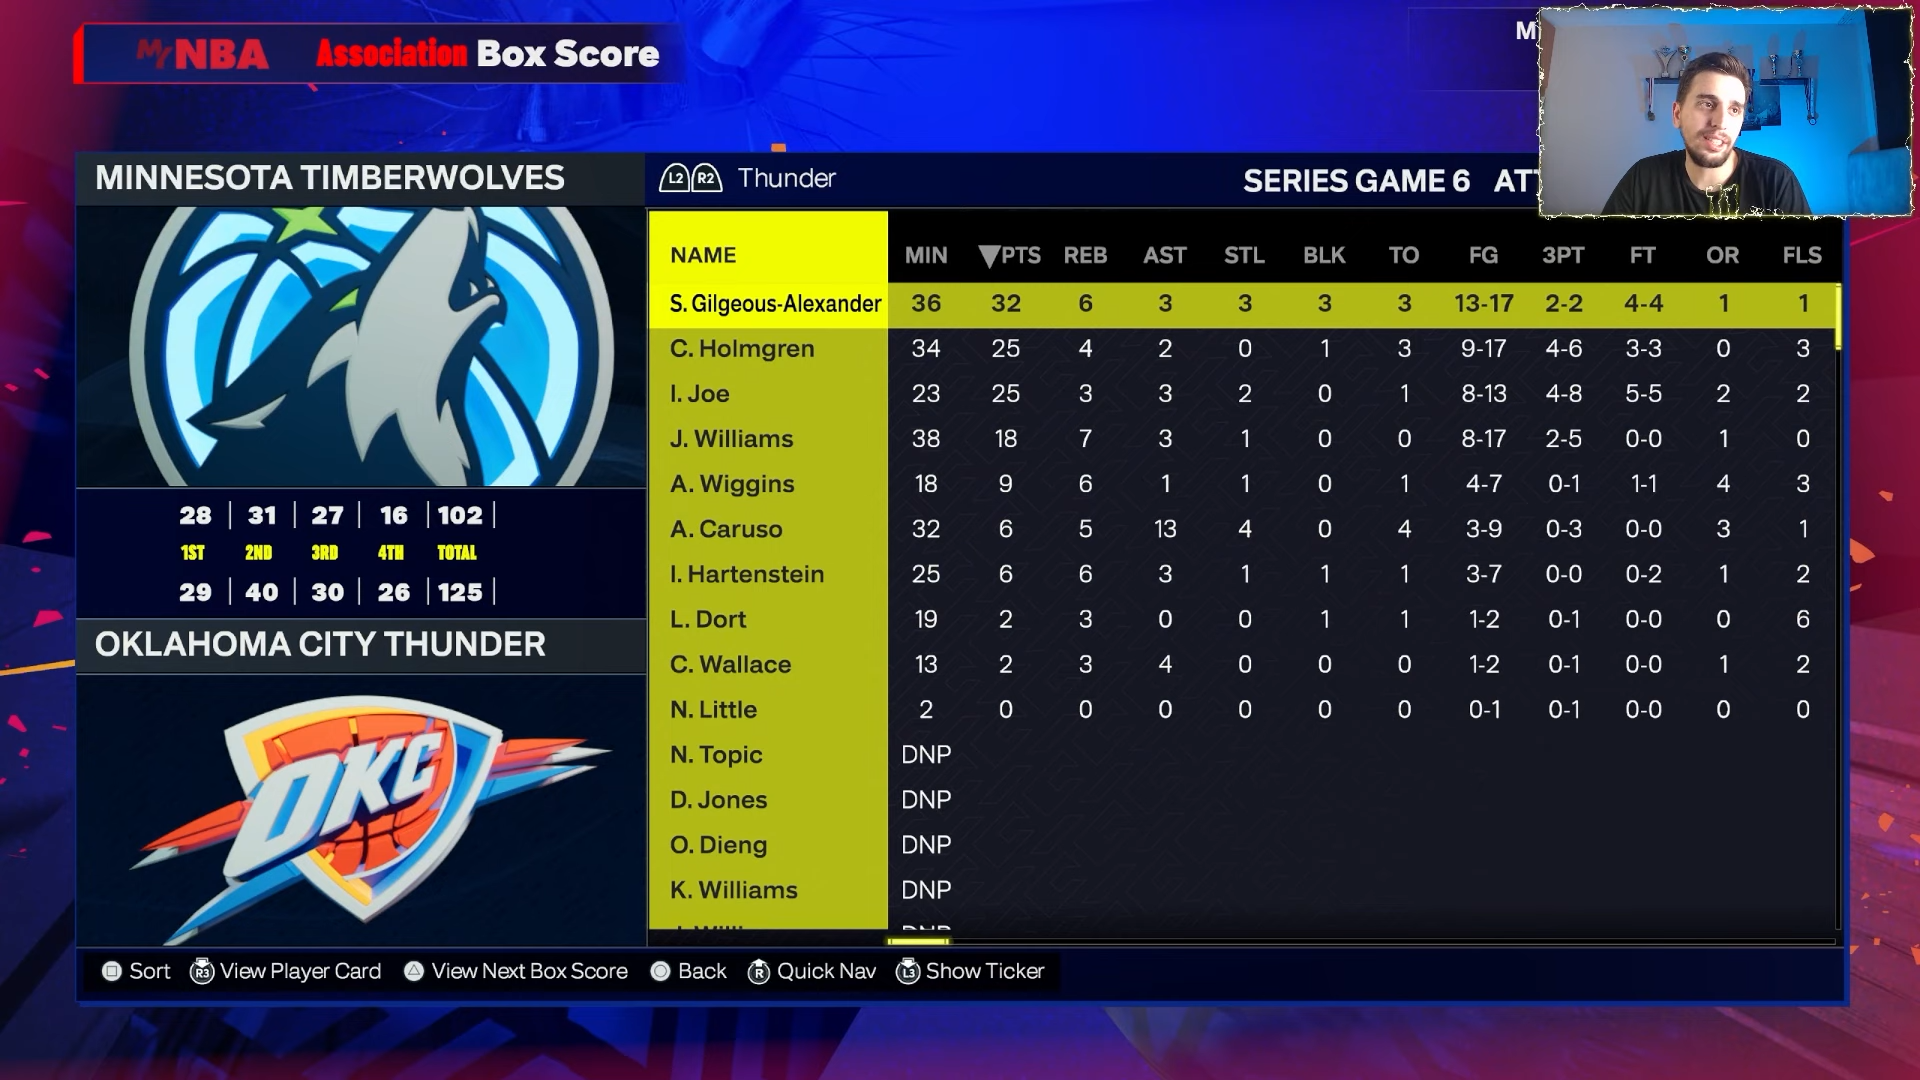 My NBA Association Box Score
M
MINNESOTA TIMBERWOLVES
28 31 27 16 102
1ST 2ND 3RD 4TH TOTAL
29 40 30 26 125
OKLAHOMA CITY THUNDER
OKC
L2 R2 Thunder SERIES GAME 6 ATT
NAME MIN PTS REB AST STL BLK TO FG 3PT FT OR FLS
S. Gilgeous-Alexander 36 32 6 3 3 3 3 13-17 2-2 4-4 1 1
C. Holmgren 34 25 4 2 0 1 3 9-17 4-6 3-3 0 3
I. Joe 23 25 3 3 2 0 1 8-13 4-8 5-5 2 2
J. Williams 38 18 7 3 1 0 0 8-17 2-5 0-0 1 0
A. Wiggins 18 9 6 1 1 0 1 4-7 0-1 1-1 4 3
A. Caruso 32 6 5 13 4 0 4 3-9 0-3 0-0 3 1
I. Hartenstein 25 6 6 3 1 1 1 3-7 0-0 0-2 1 2
L. Dort 19 2 3 0 0 1 1 1-2 0-1 0-0 0 6
C. Wallace 13 2 3 4 0 0 0 1-2 0-1 0-0 1 2
N. Little 2 0 0 0 0 0 0 0-1 0-1 0-0 0 0
N. Topic DNP
D. Jones DNP
O. Dieng DNP
K. Williams DNP
Sort R3 View Player Card View Next Box Score Back R Quick Nav L3 Show Ticker